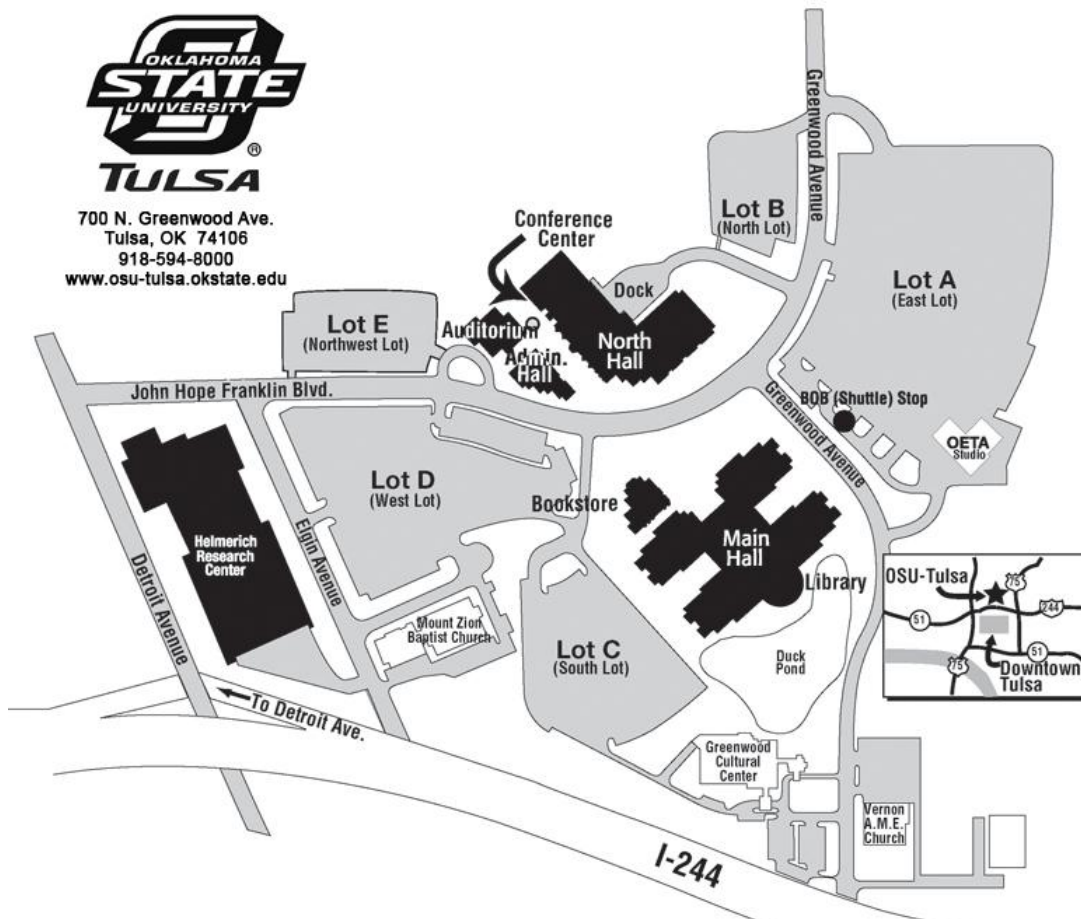 OKLAHOMA
STATE
UNIVERSITY
®
TULSA
700 N. Greenwood Ave.
Tulsa, OK 74106
918-594-8000
www.osu-tulsa.okstate.edu
Greenwood Avenue
Lot B
(North Lot)
Conference
Center
Dock
Lot A
(East Lot)
Lot E
(Northwest Lot)
Auditorium
Admin.
Hall
North
Hall
John Hope Franklin Blvd.
BOB (Shuttle) Stop
Greenwood Avenue
OETA
Studio
Lot D
(West Lot)
Bookstore
Main
Hall
Library
Helmerich
Research
Center
Elgin Avenue
Detroit Avenue
Mount Zion
Baptist Church
Lot C
(South Lot)
Duck
Pond
OSU-Tulsa
75
244
51
51
75
Downtown
Tulsa
To Detroit Ave.
Greenwood
Cultural
Center
Vernon
A.M.E.
Church
I-244